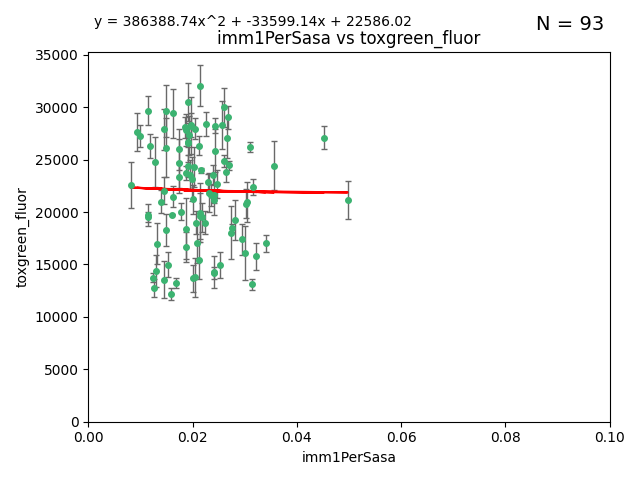 y = 386388.74x^2 + -33599.14x + 22586.02
N = 93
imm1PerSasa vs toxgreen_fluor
35000
30000
25000
20000
15000
10000
5000
0
toxgreen_fluor
0.00 0.02 0.04 0.06 0.08 0.10
imm1PerSasa